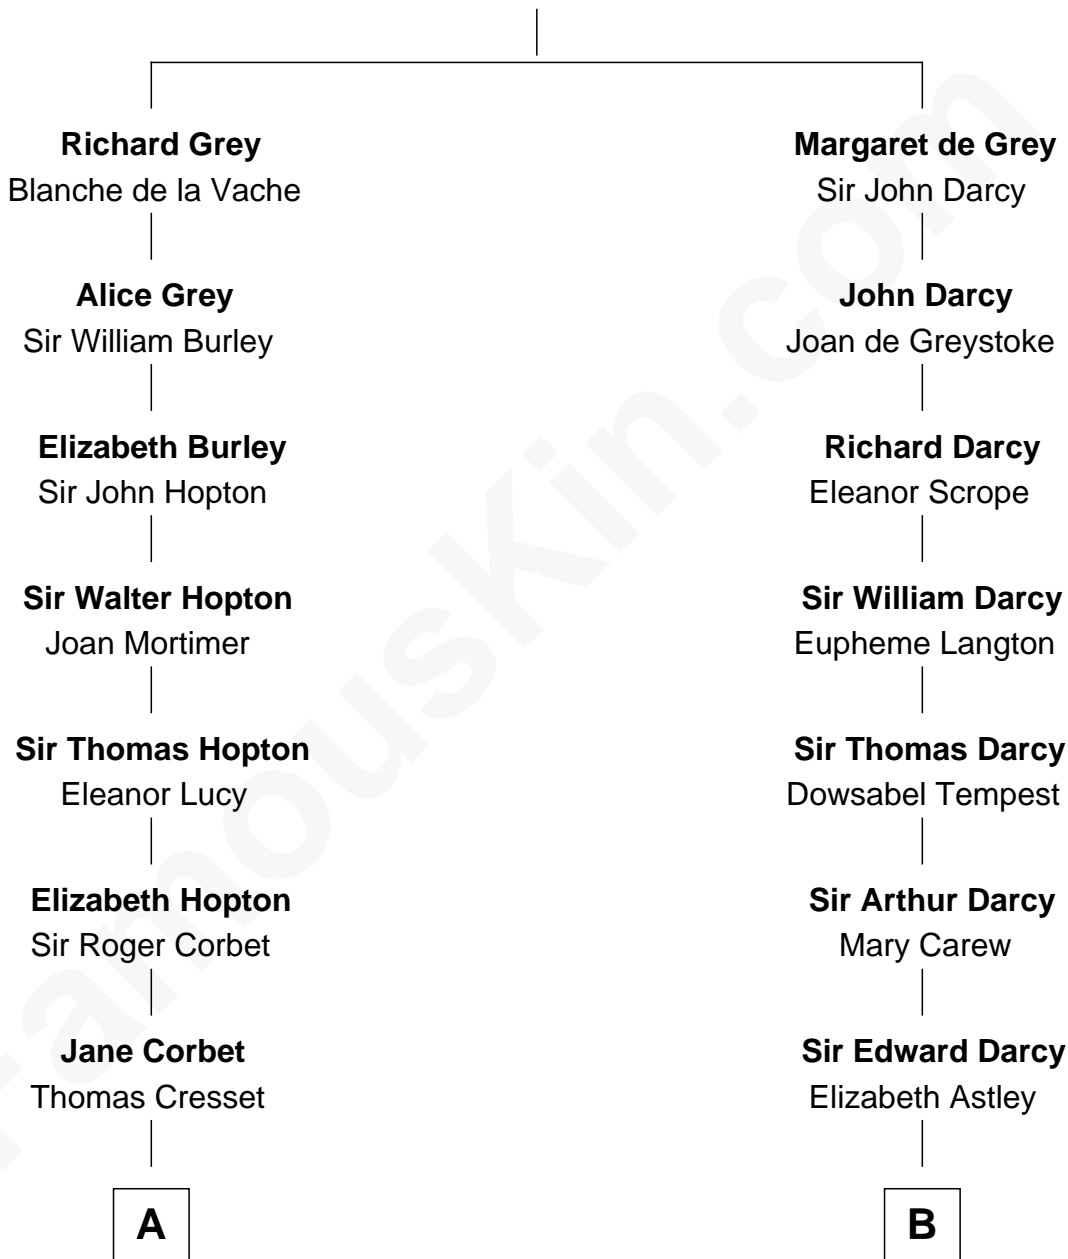 Richard Grey
Blanche de la Vache
Alice Grey
Sir William Burley
Elizabeth Burley
Sir John Hopton
Sir Walter Hopton
Joan Mortimer
Sir Thomas Hopton
Eleanor Lucy
Elizabeth Hopton
Sir Roger Corbet
Jane Corbet
Thomas Cresset
A
Margaret de Grey
Sir John Darcy
John Darcy
Joan de Greystoke
Richard Darcy
Eleanor Scrope
Sir William Darcy
Eupheme Langton
Sir Thomas Darcy
Dowsabel Tempest
Sir Arthur Darcy
Mary Carew
Sir Edward Darcy
Elizabeth Astley
B
FamousKin.com